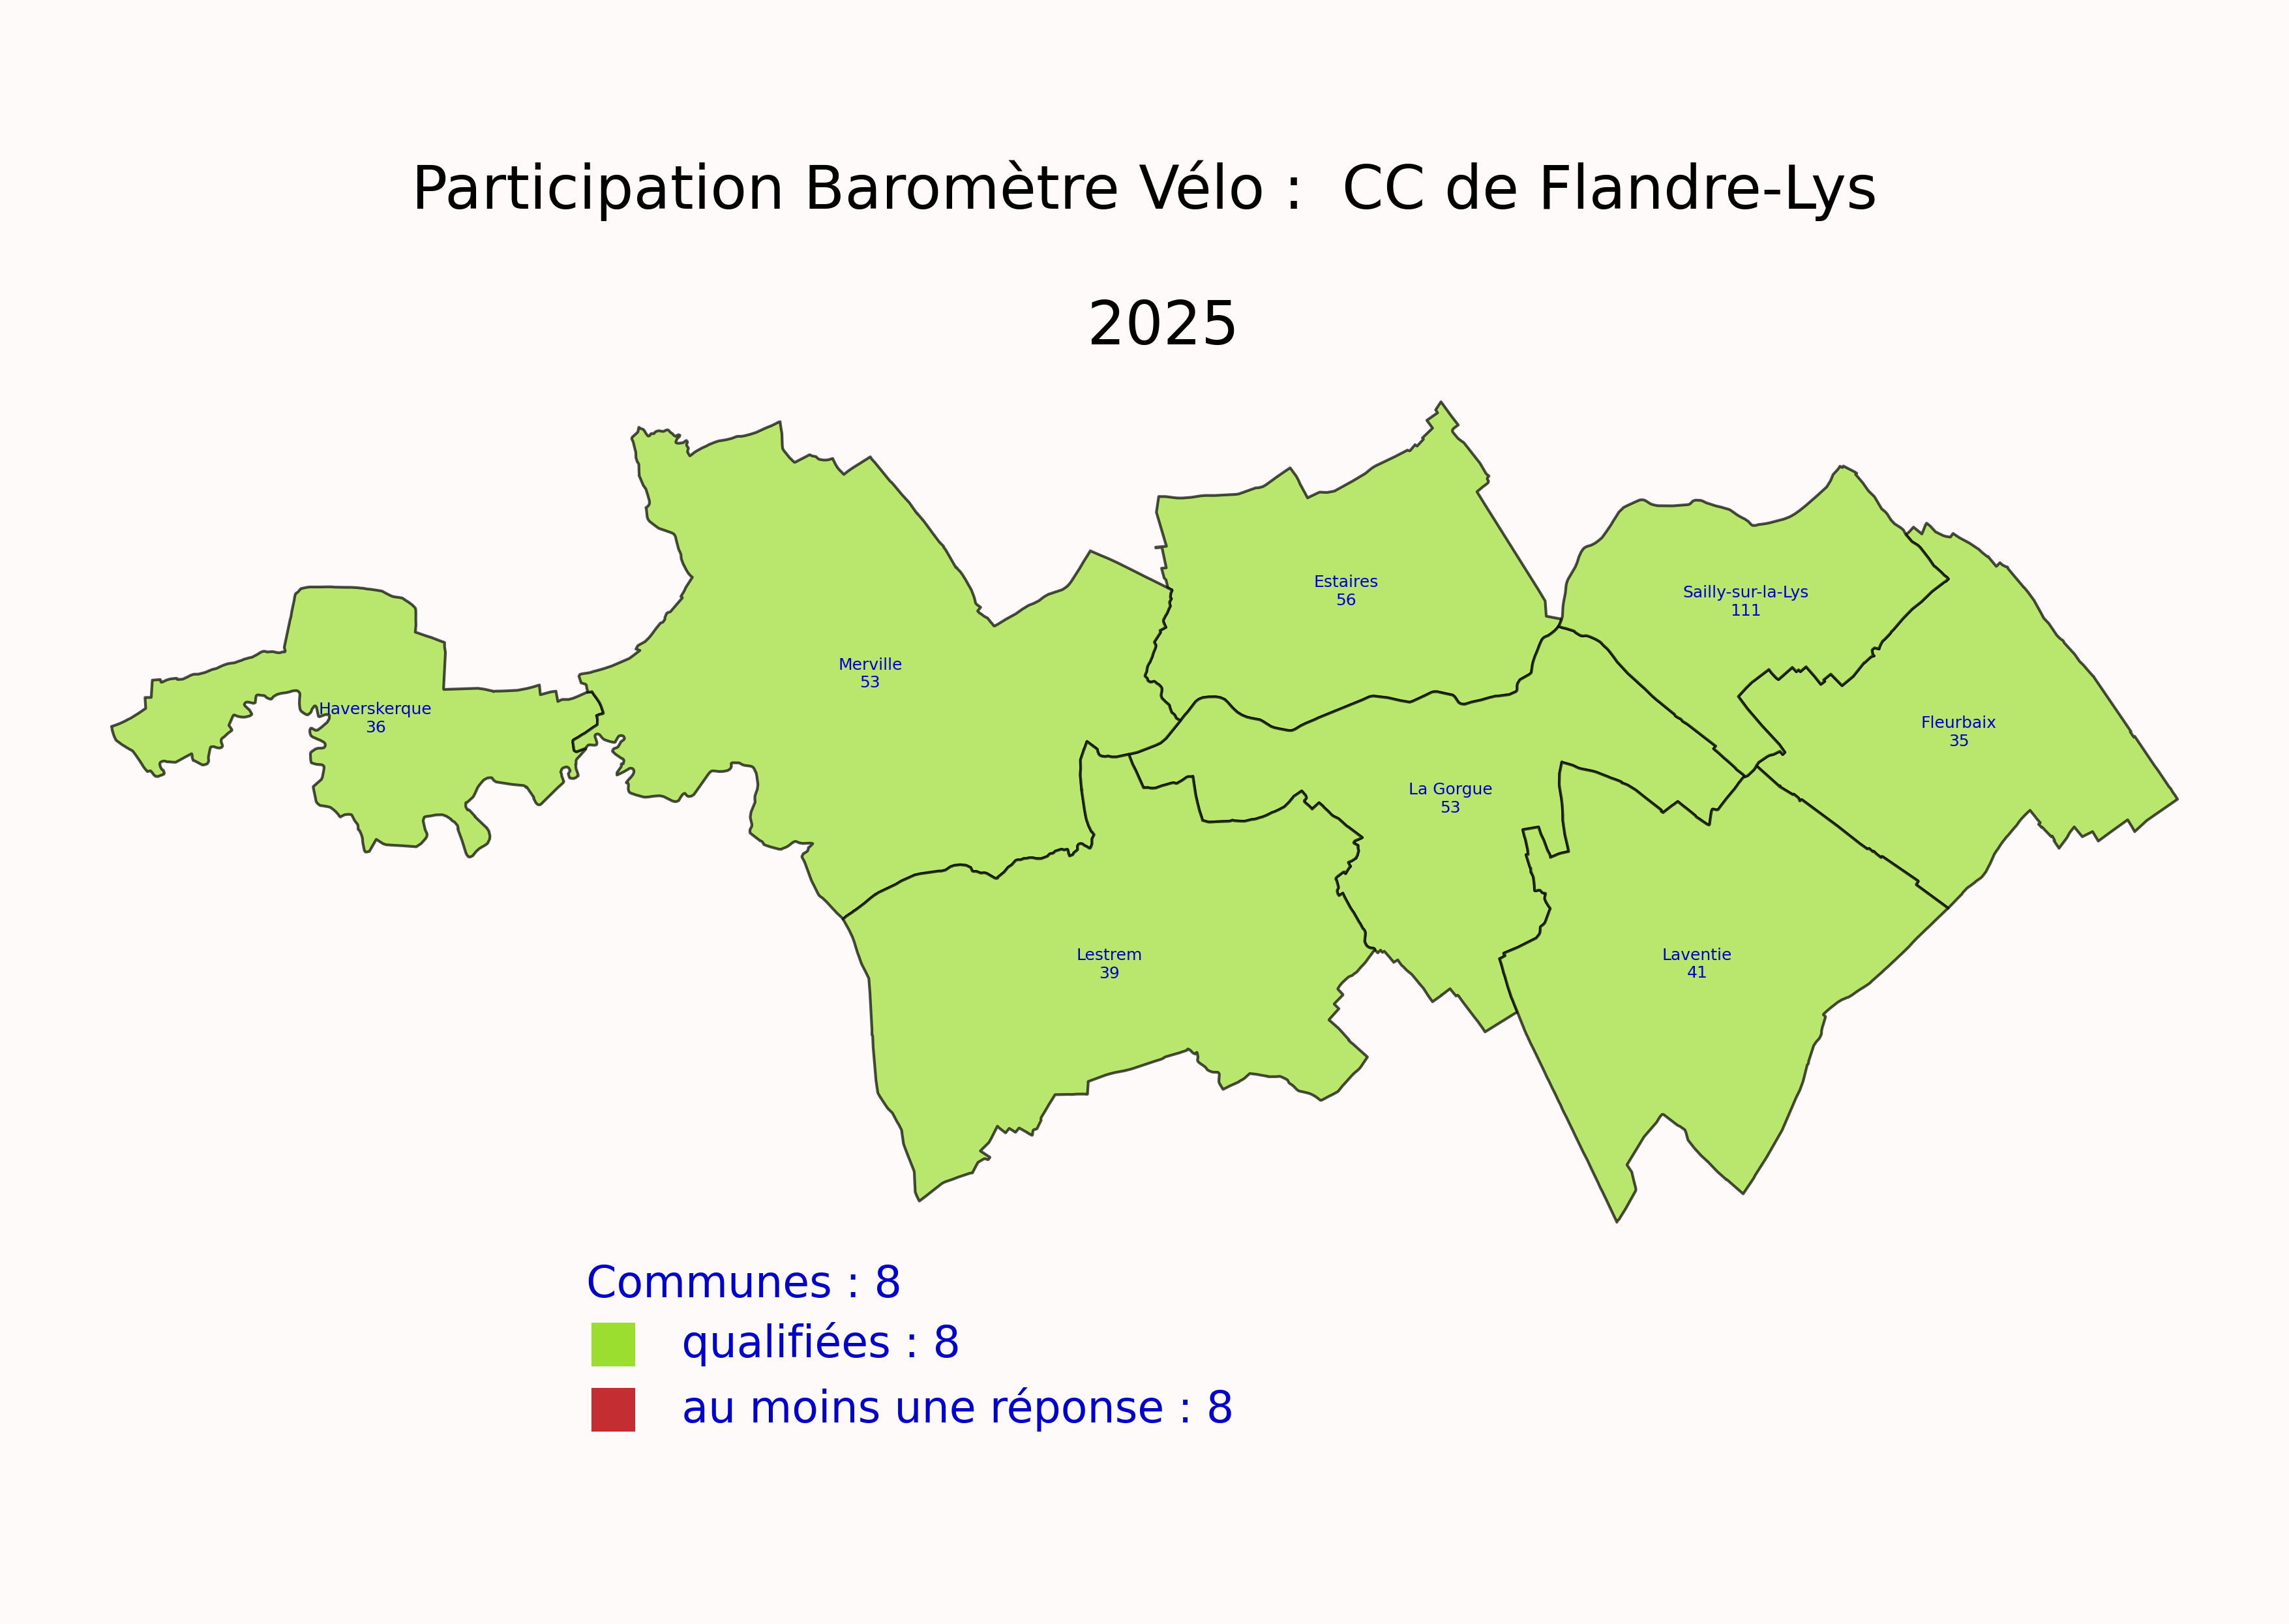 Participation Baromètre Vélo :  CC de Flandre-Lys
2025
Estaires
56
Sailly-sur-la-Lys
111
Merville
53
Haverskerque
36
Fleurbaix
35
La Gorgue
53
Lestrem
39
Laventie
41
Communes : 8
qualifiées : 8
au moins une réponse : 8